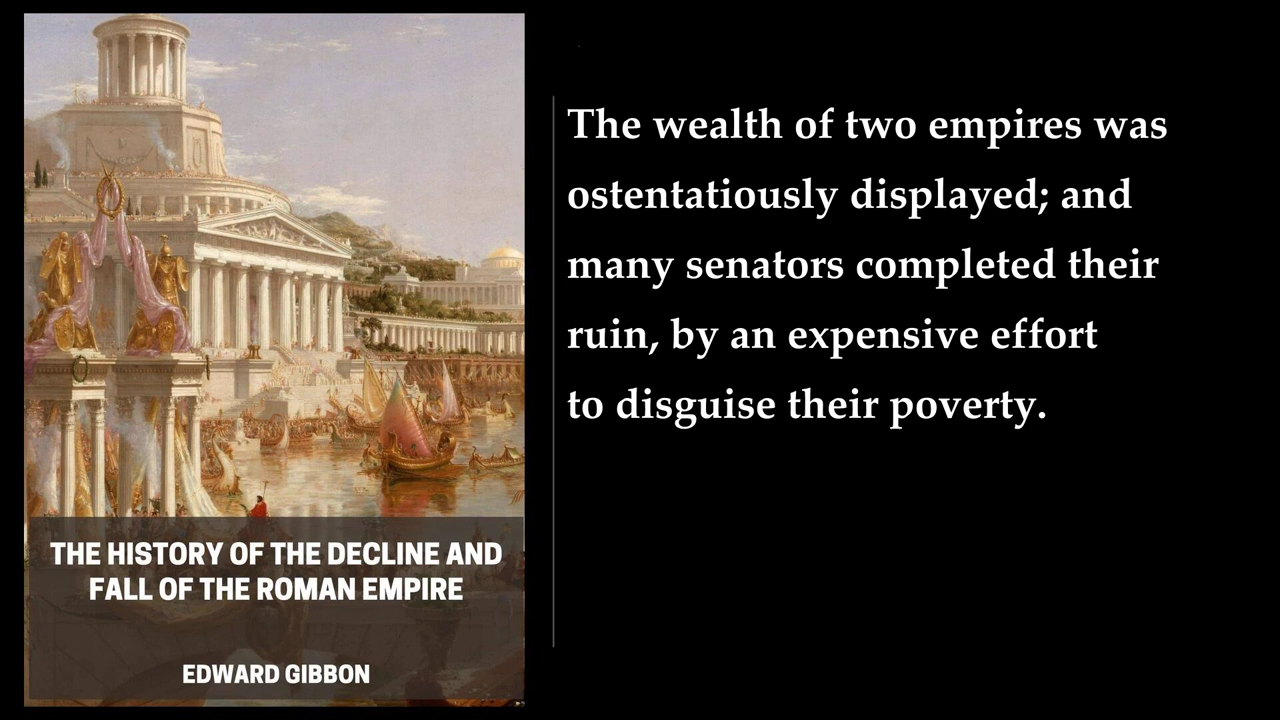 The wealth of two empires was
ostentatiously displayed; and
many senators completed their
ruin, by an expensive effort
to disguise their poverty.
THE HISTORY OF THE DECLINE AND
FALL OF THE ROMAN EMPIRE
EDWARD GIBBON